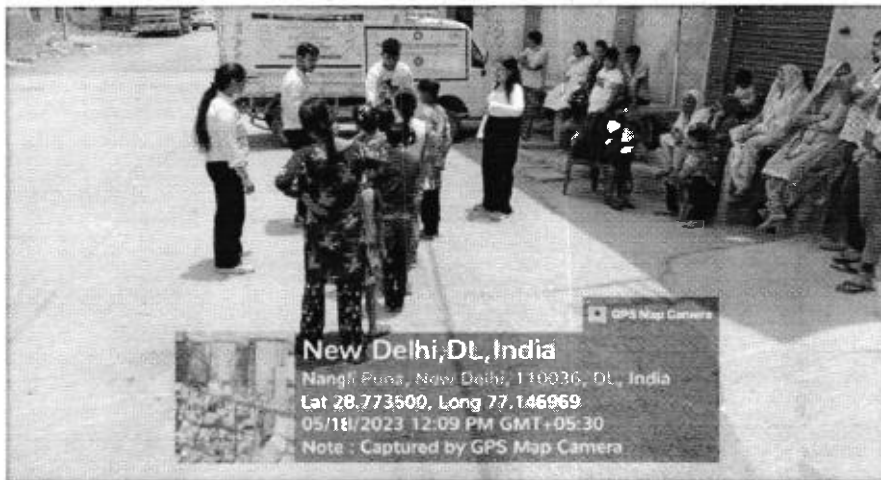 GPS Map Camera
New Delhi,DL,India
Nangli Puna, New Delhi, 110036, DL, India
Lat 28.773500, Long 77.146969
05/18/2023 12:09 PM GMT+05:30
Note : Captured by GPS Map Camera